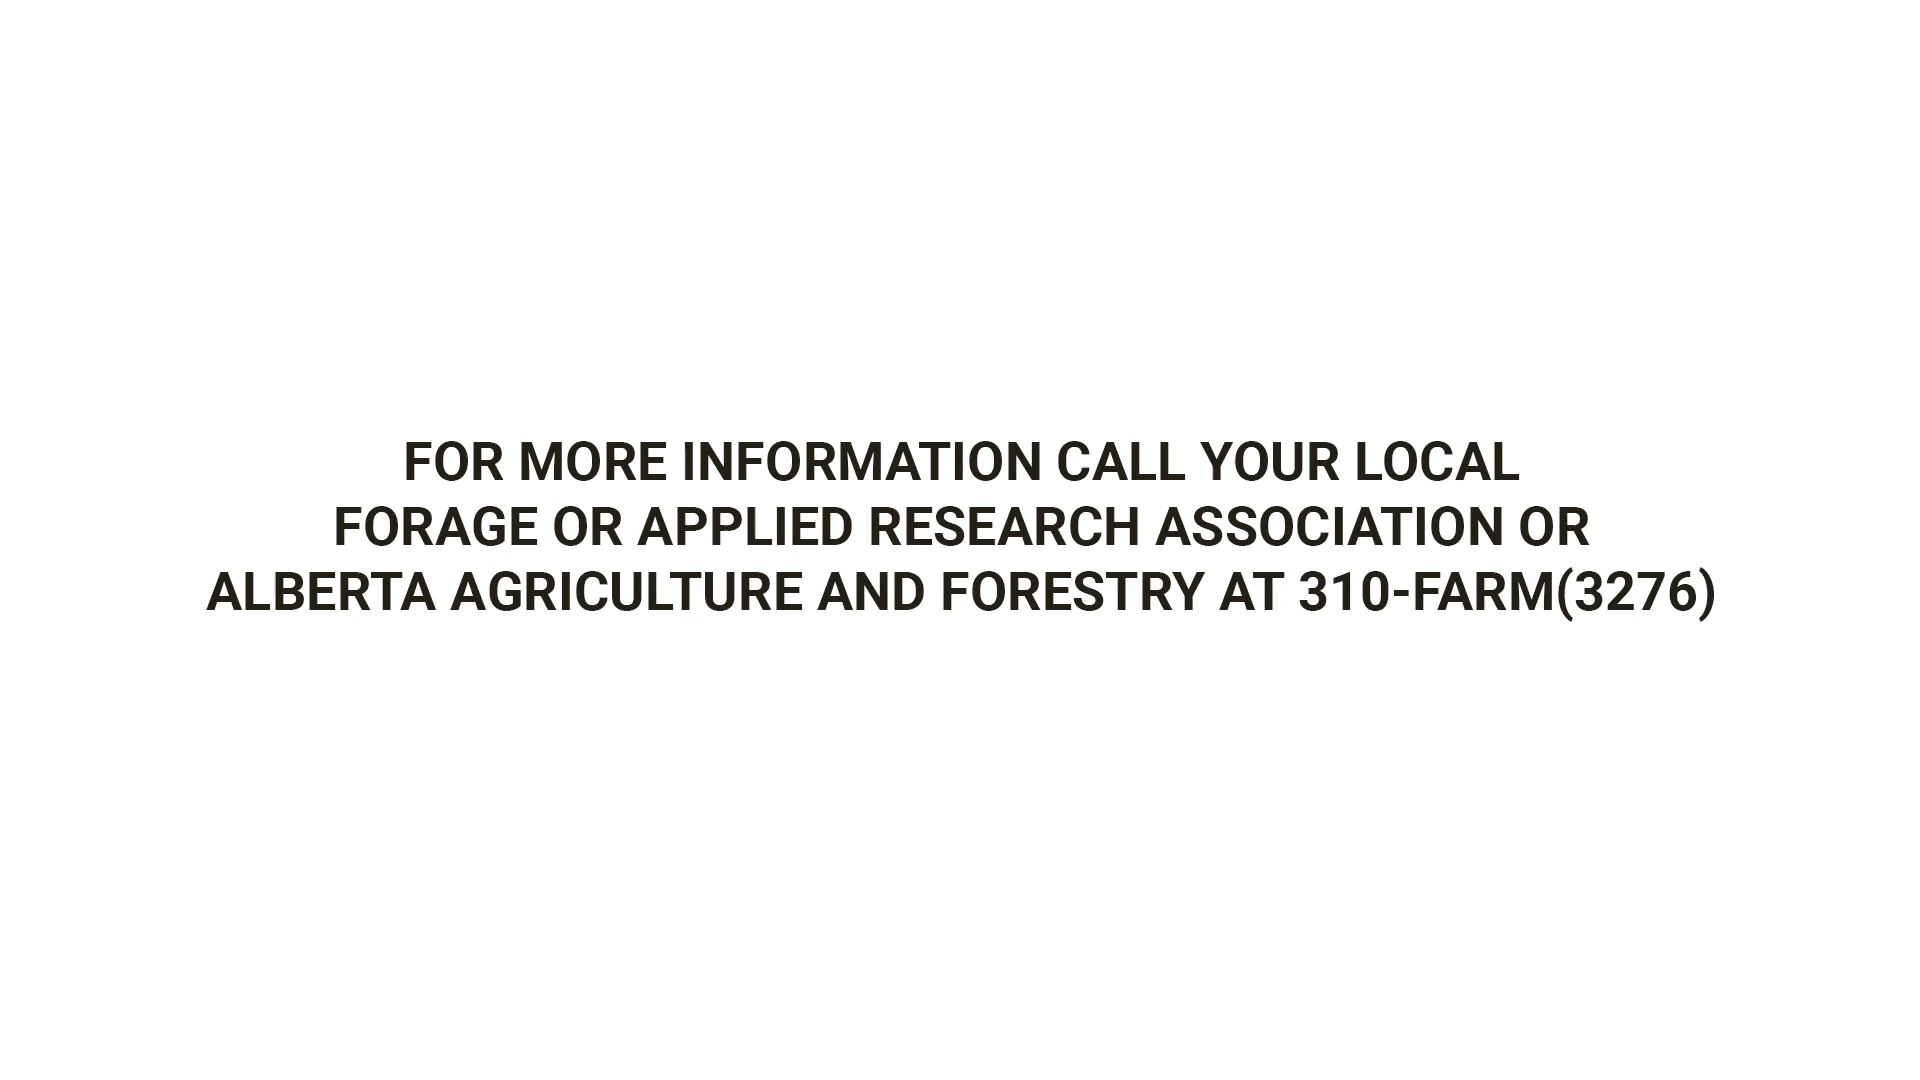 FOR MORE INFORMATION CALL YOUR LOCAL
FORAGE OR APPLIED RESEARCH ASSOCIATION OR
ALBERTA AGRICULTURE AND FORESTRY AT 310-FARM(3276)